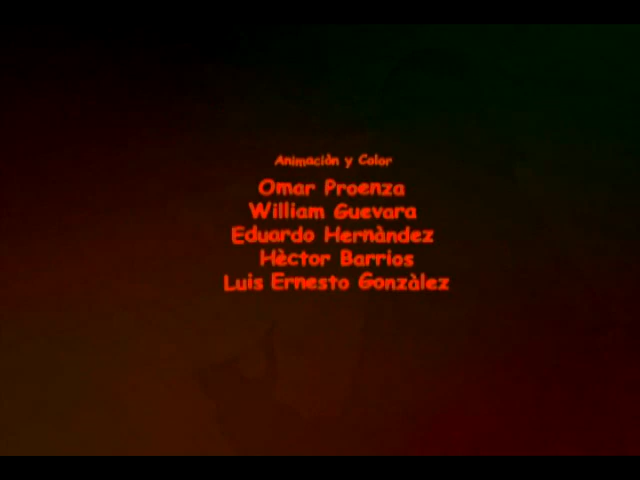 Animaciòn y Color
Omar Proenza
William Guevara
Eduardo Hernàndez
Hèctor Barrios
Luis Ernesto Gonzàlez